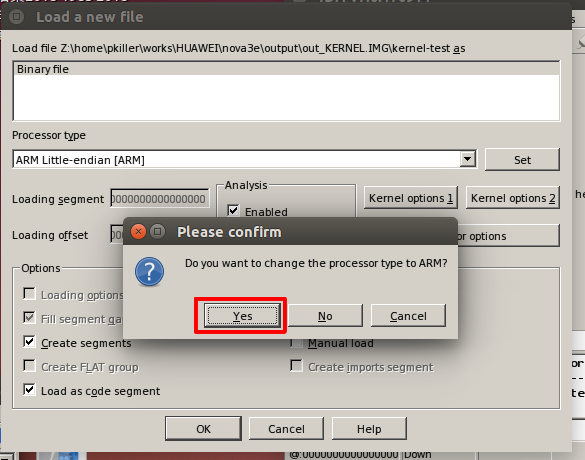 Load a new file
Load file Z:\home\pkiller\works\HUAWEI\nova3e\output\out_KERNEL.IMG\kernel-test as
Binary file
Processor type
ARM Little-endian [ARM]
Set
Loading segment
0000000000000000
Analysis
Enabled
Kernel options 1
Kernel options 2
Loading offset
or options
Please confirm
Do you want to change the processor type to ARM?
Yes
No
Cancel
Options
Loading options
Fill segment ga
Create segments
Manual load
Create FLAT group
Create imports segment
Load as code segment
OK
Cancel
Help
@:0000000000000000
Down